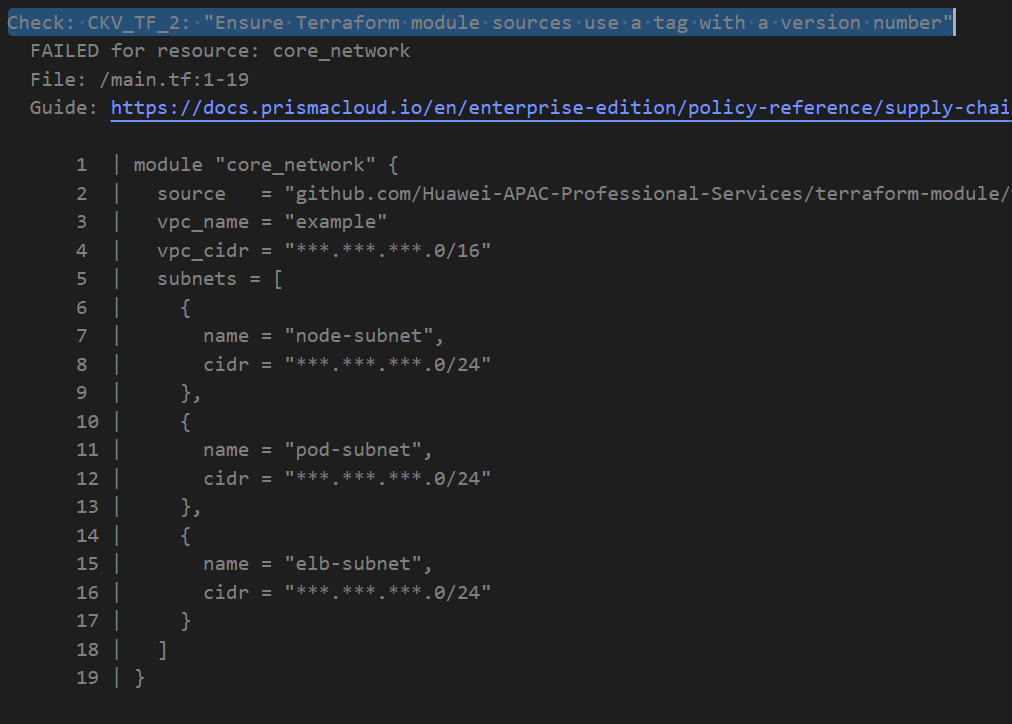 Check: CKV_TF_2: "Ensure Terraform module sources use a tag with a version number"
FAILED for resource: core_network
File: /main.tf:1-19
Guide: https://docs.prismacloud.io/en/enterprise-edition/policy-reference/supply-chai
1 | module "core_network" {
2 | source = "github.com/Huawei-APAC-Professional-Services/terraform-module/
3 | vpc_name = "example"
4 | vpc_cidr = "***.***.***.0/16"
5 | subnets = [
6 | {
7 | name = "node-subnet",
8 | cidr = "***.***.***.0/24"
9 | },
10 | {
11 | name = "pod-subnet",
12 | cidr = "***.***.***.0/24"
13 | },
14 | {
15 | name = "elb-subnet",
16 | cidr = "***.***.***.0/24"
17 | }
18 | ]
19 | }